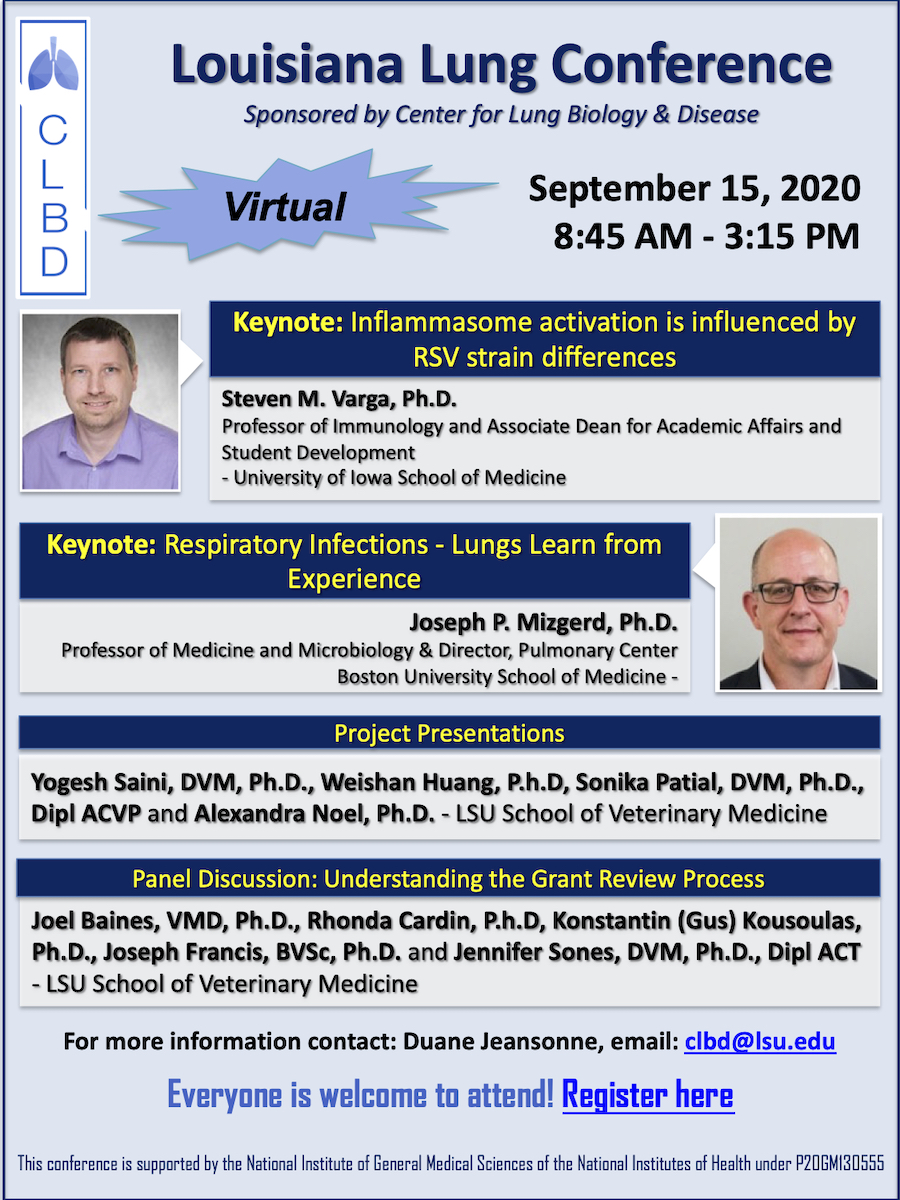 C
L
B
D
Louisiana Lung Conference
Sponsored by Center for Lung Biology & Disease
Virtual
September 15, 2020
8:45 AM - 3:15 PM
Keynote: Inflammasome activation is influenced by
RSV strain differences
Steven M. Varga, Ph.D.
Professor of Immunology and Associate Dean for Academic Affairs and
Student Development
- University of Iowa School of Medicine
Keynote: Respiratory Infections - Lungs Learn from
Experience
Joseph P. Mizgerd, Ph.D.
Professor of Medicine and Microbiology & Director, Pulmonary Center
Boston University School of Medicine -
Project Presentations
Yogesh Saini, DVM, Ph.D., Weishan Huang, P.h.D, Sonika Patial, DVM, Ph.D.,
Dipl ACVP and Alexandra Noel, Ph.D. - LSU School of Veterinary Medicine
Panel Discussion: Understanding the Grant Review Process
Joel Baines, VMD, Ph.D., Rhonda Cardin, P.h.D, Konstantin (Gus) Kousoulas,
Ph.D., Joseph Francis, BVSc, Ph.D. and Jennifer Sones, DVM, Ph.D., Dipl ACT
- LSU School of Veterinary Medicine
For more information contact: Duane Jeansonne, email: clbd@lsu.edu
Everyone is welcome to attend! Register here
This conference is supported by the National Institute of General Medical Sciences of the National Institutes of Health under P20GM130555